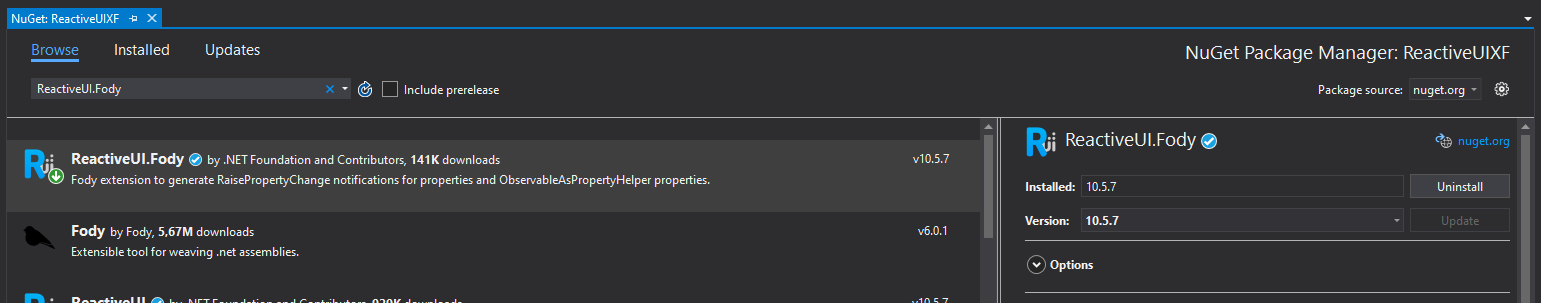 NuGet: ReactiveUIXF
Browse Installed Updates
NuGet Package Manager: ReactiveUIXF
ReactiveUI.Fody
Include prerelease
Package source: nuget.org
ReactiveUI.Fody by .NET Foundation and Contributors, 141K downloads v10.5.7
Fody extension to generate RaisePropertyChange notifications for properties and ObservableAsPropertyHelper properties.
Fody by Fody, 5,67M downloads v6.0.1
Extensible tool for weaving .net assemblies.
ReactiveUI by .NET Foundation and Contributors, 929K downloads v10.5.7
ReactiveUI.Fody nuget.org
Installed: 10.5.7 Uninstall
Version: 10.5.7 Update
Options